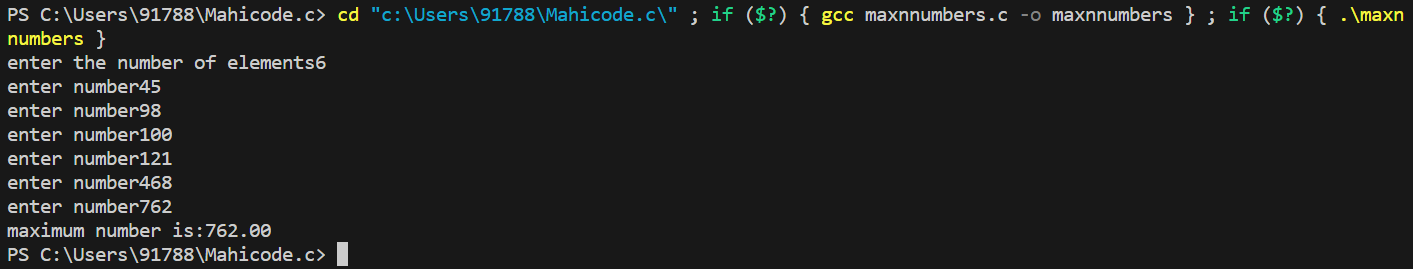 PS C:\Users\91788\Mahicode.c> cd "c:\Users\91788\Mahicode.c\" ; if ($?) { gcc maxnnumbers.c -o maxnnumbers } ; if ($?) { .\maxn
numbers }
enter the number of elements6
enter number45
enter number98
enter number100
enter number121
enter number468
enter number762
maximum number is:762.00
PS C:\Users\91788\Mahicode.c>